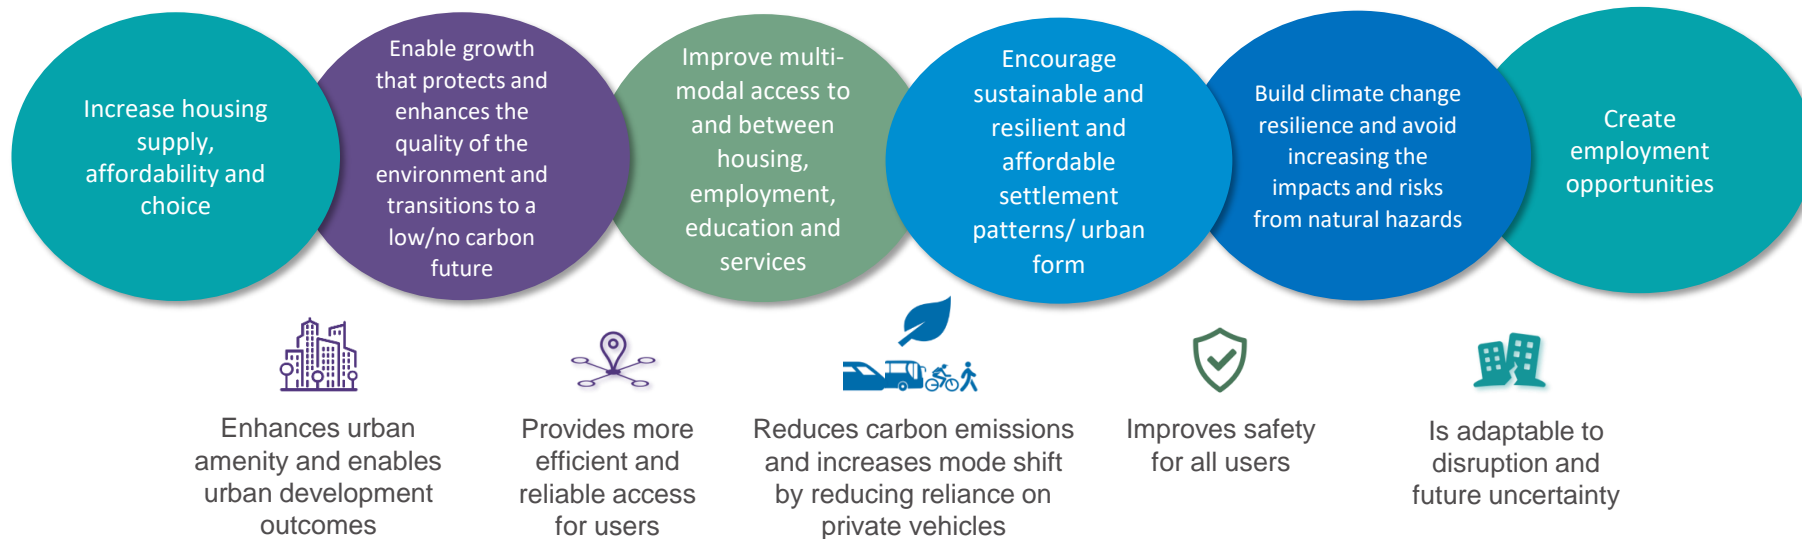 Increase housing
supply,
affordability and
choice
Enable growth
that protects and
enhances the
quality of the
environment and
transitions to a
low/no carbon
future
Improve multi-
modal access to
and between
housing,
employment,
education and
services
Encourage
sustainable and
resilient and
affordable
settlement
patterns/ urban
form
Build climate change
resilience and avoid
increasing the
impacts and risks
from natural hazards
Create
employment
opportunities
Enhances urban
amenity and enables
urban development
outcomes
Provides more
efficient and
reliable access
for users
Reduces carbon emissions
and increases mode shift
by reducing reliance on
private vehicles
Improves safety
for all users
Is adaptable to
disruption and
future uncertainty